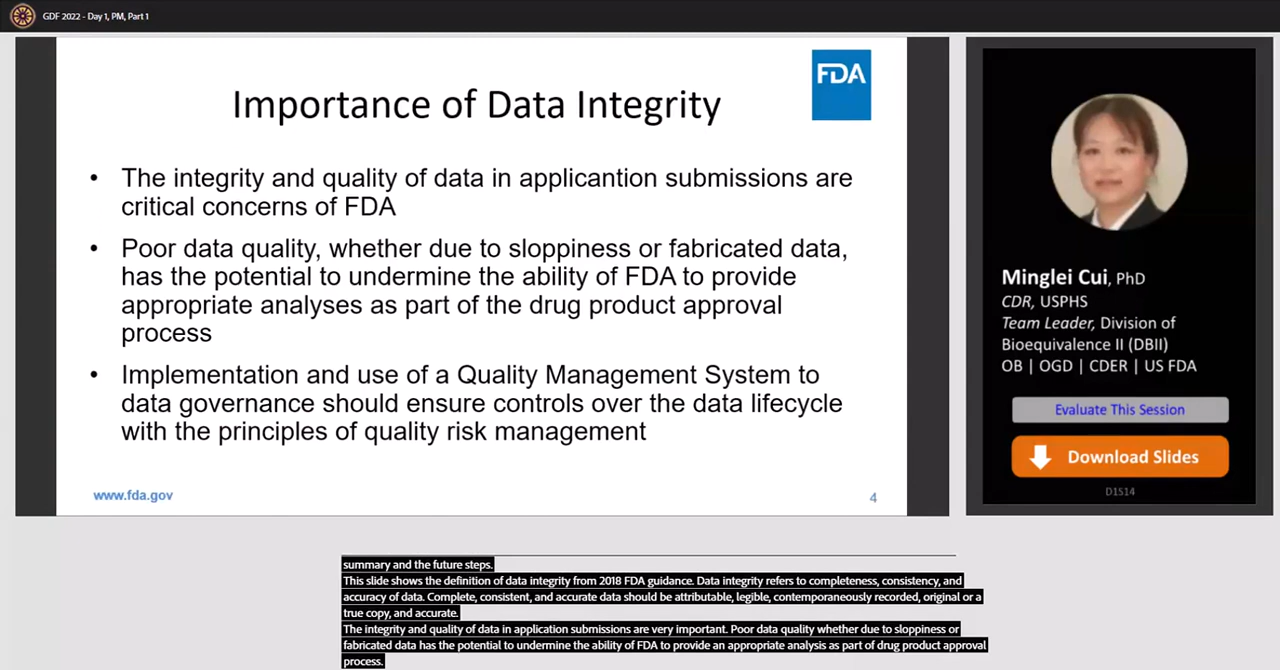 GDF 2022 - Day 1, PM, Part 1
FDA
Importance of Data Integrity
• The integrity and quality of data in applicantion submissions are
critical concerns of FDA
• Poor data quality, whether due to sloppiness or fabricated data,
has the potential to undermine the ability of FDA to provide
appropriate analyses as part of the drug product approval
process
• Implementation and use of a Quality Management System to
data governance should ensure controls over the data lifecycle
with the principles of quality risk management
www.fda.gov
4
Minglei Cui, PhD
CDR, USPHS
Team Leader, Division of
Bioequivalence II (DBII)
OB | OGD | CDER | US FDA
Evaluate This Session
Download Slides
D1S14
summary and the future steps.
This slide shows the definition of data integrity from 2018 FDA guidance. Data integrity refers to completeness, consistency, and
accuracy of data. Complete, consistent, and accurate data should be attributable, legible, contemporaneously recorded, original or a
true copy, and accurate.
The integrity and quality of data in application submissions are very important. Poor data quality whether due to sloppiness or
fabricated data has the potential to undermine the ability of FDA to provide an appropriate analysis as part of drug product approval
process.